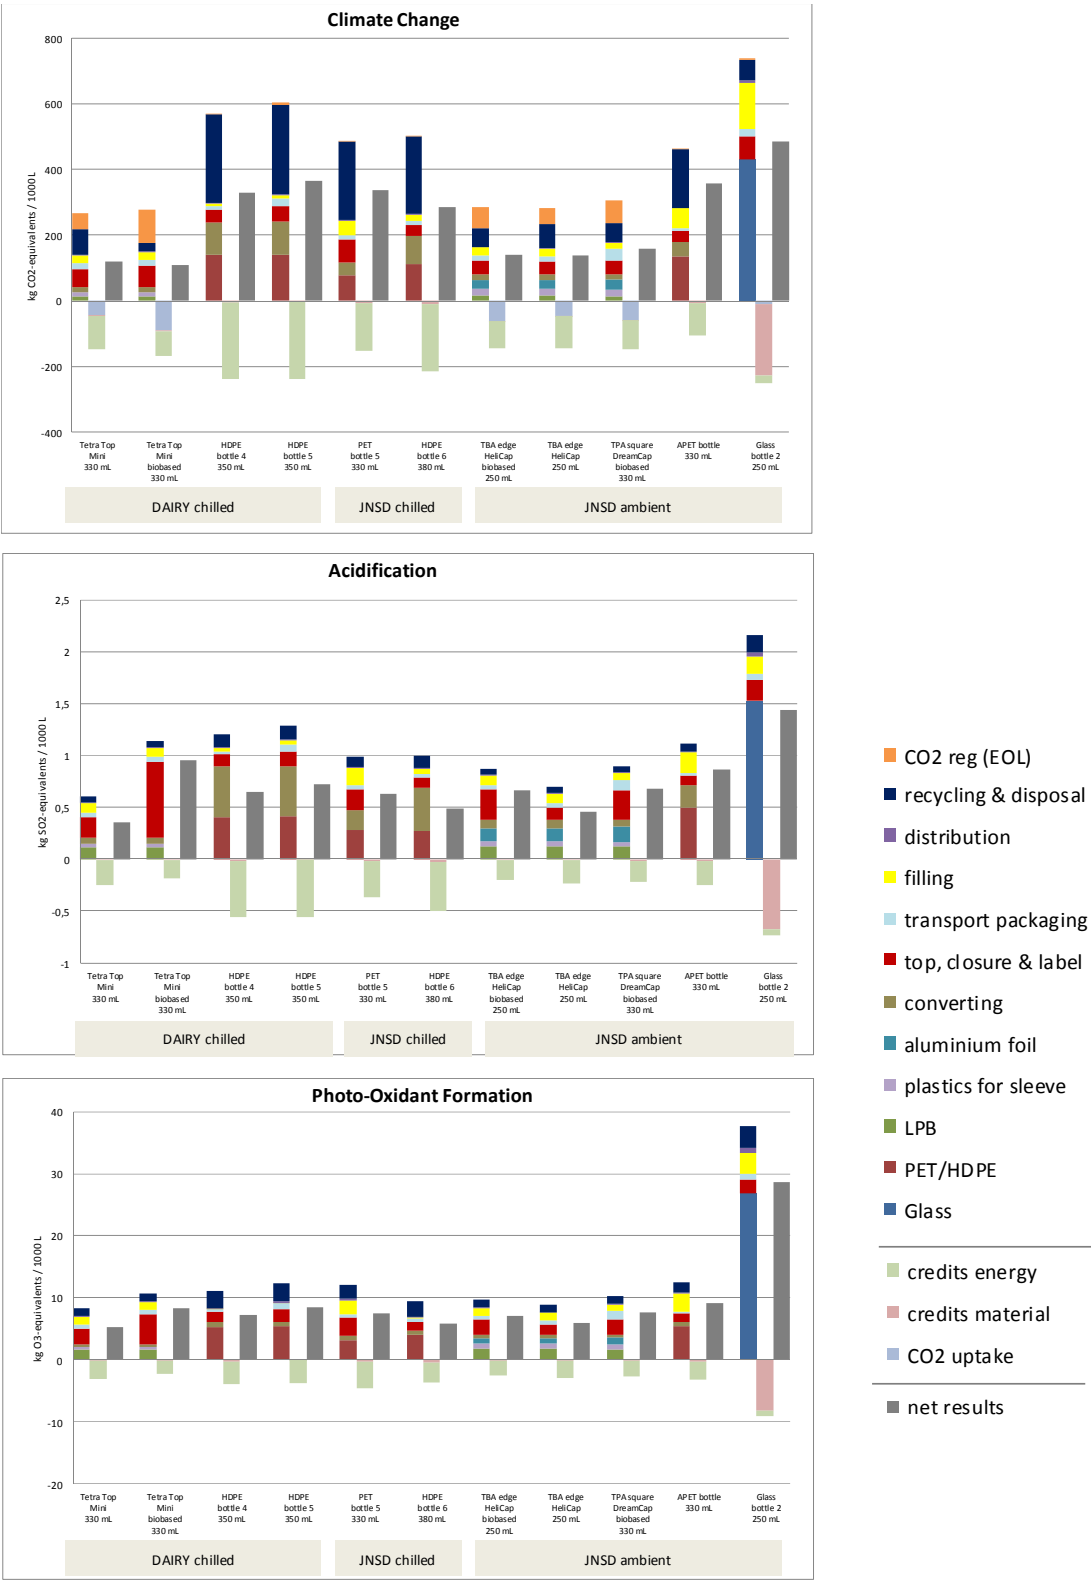 Climate Change
kg CO2-equivalents / 1000 L
800
600
400
200
0
-200
-400
Tetra Top Mini 330 mL
Tetra Top Mini biobased 330 mL
HDPE bottle 4 350 mL
HDPE bottle 5 350 mL
PET bottle 5 330 mL
HDPE bottle 6 380 mL
TBA edge HeliCap biobased 250 mL
TBA edge HeliCap 250 mL
TPA square DreamCap biobased 330 mL
APET bottle 330 mL
Glass bottle 2 250 mL
DAIRY chilled
JNSD chilled
JNSD ambient
Acidification
kg SO2-equivalents / 1000 L
2,5
2
1,5
1
0,5
0
-0,5
-1
Tetra Top Mini 330 mL
Tetra Top Mini biobased 330 mL
HDPE bottle 4 350 mL
HDPE bottle 5 350 mL
PET bottle 5 330 mL
HDPE bottle 6 380 mL
TBA edge HeliCap biobased 250 mL
TBA edge HeliCap 250 mL
TPA square DreamCap biobased 330 mL
APET bottle 330 mL
Glass bottle 2 250 mL
DAIRY chilled
JNSD chilled
JNSD ambient
Photo-Oxidant Formation
kg O3-equivalents / 1000 L
40
30
20
10
0
-10
-20
Tetra Top Mini 330 mL
Tetra Top Mini biobased 330 mL
HDPE bottle 4 350 mL
HDPE bottle 5 350 mL
PET bottle 5 330 mL
HDPE bottle 6 380 mL
TBA edge HeliCap biobased 250 mL
TBA edge HeliCap 250 mL
TPA square DreamCap biobased 330 mL
APET bottle 330 mL
Glass bottle 2 250 mL
DAIRY chilled
JNSD chilled
JNSD ambient
CO2 reg (EOL)
recycling & disposal
distribution
filling
transport packaging
top, closure & label
converting
aluminium foil
plastics for sleeve
LPB
PET/HDPE
Glass
credits energy
credits material
CO2 uptake
net results